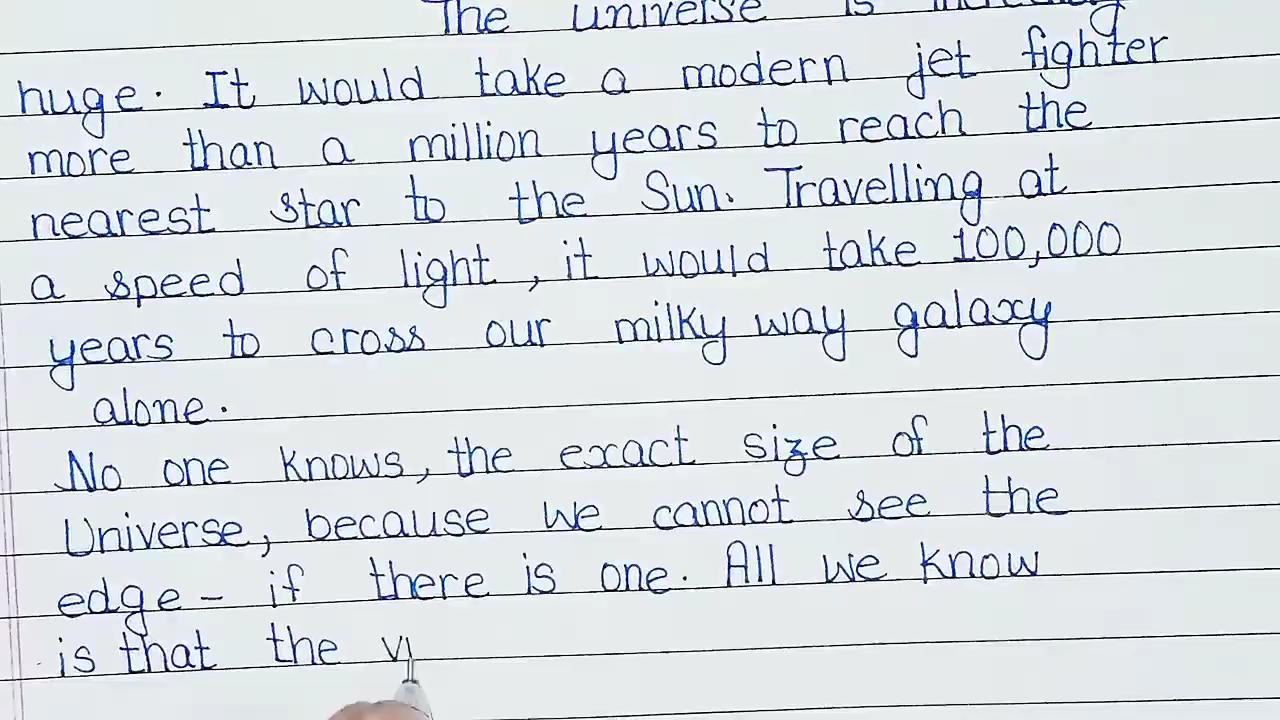 The universe is
huge. It would take a modern jet fighter
more than a million years to reach the
nearest star to the Sun. Travelling at
a speed of light, it would take 100,000
years to cross our milky way galaxy
alone.
No one knows, the exact size of the
Universe, because we cannot see the
edge - if there is one. All we know
is that the